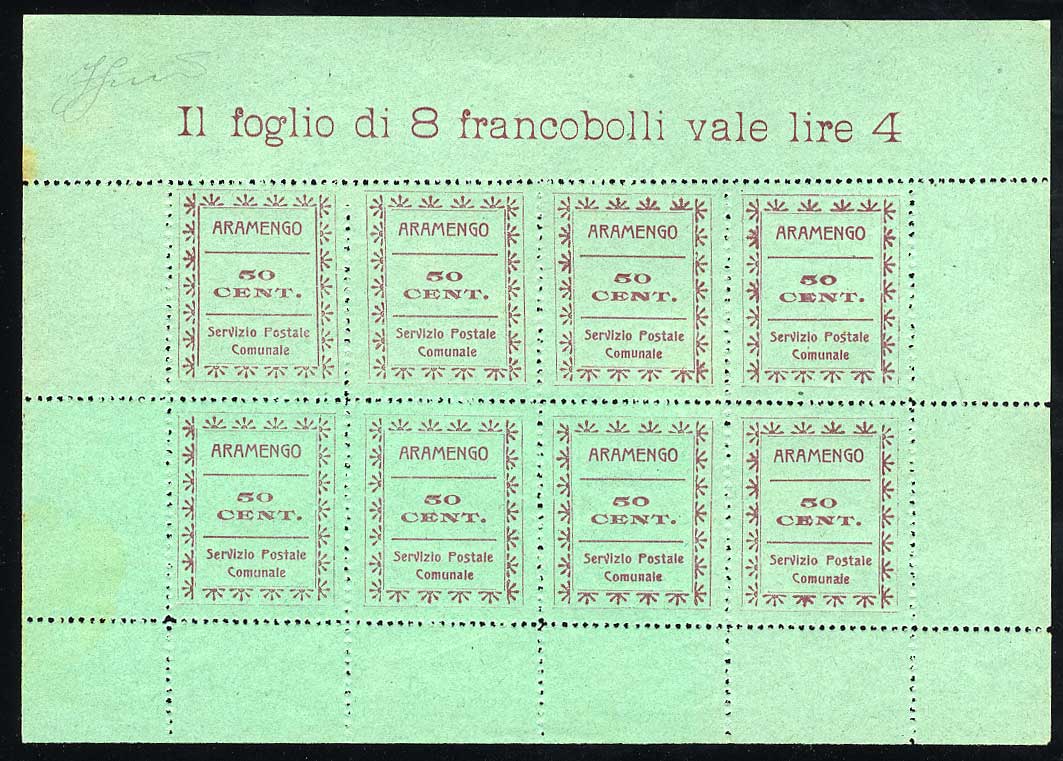 Il foglio di 8 francobolli vale lire 4
ARAMENGO
50
CENT.
Servizio Postale
Comunale
ARAMENGO
50
CENT.
Servizio Postale
Comunale
ARAMENGO
50
CENT.
Servizio Postale
Comunale
ARAMENGO
50
CENT.
Servizio Postale
Comunale
ARAMENGO
50
CENT.
Servizio Postale
Comunale
ARAMENGO
50
CENT.
Servizio Postale
Comunale
ARAMENGO
50
CENT.
Servizio Postale
Comunale
ARAMENGO
50
CENT.
Servizio Postale
Comunale